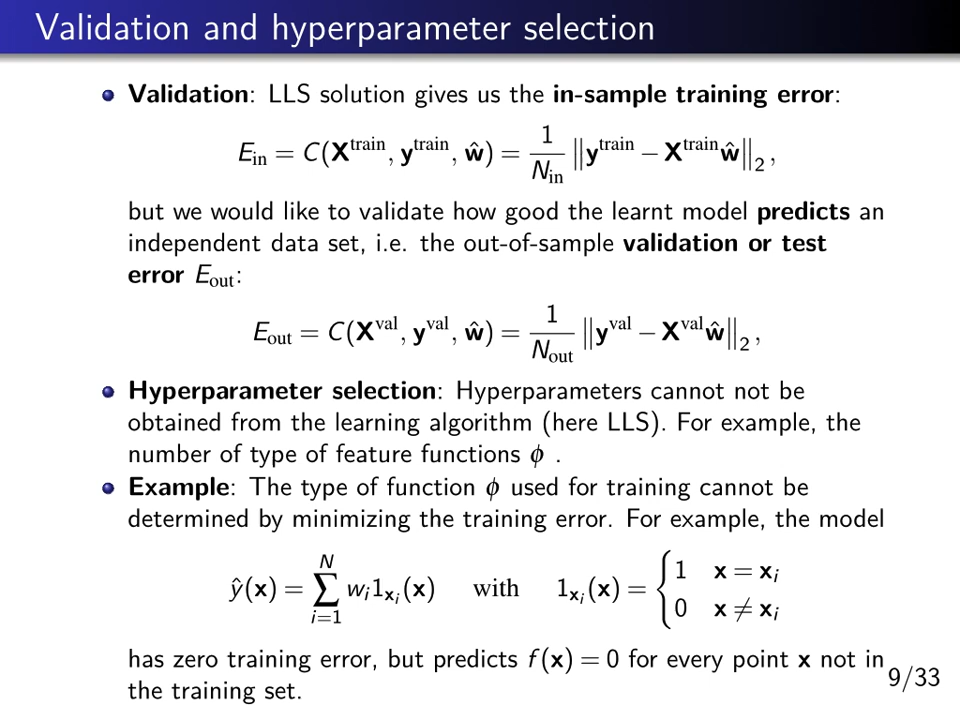 Validation and hyperparameter selection
Validation: LLS solution gives us the in-sample training error:
E_in = C(X^train, y^train, ŵ) = 1/N_in ‖y^train − X^train ŵ‖_2 ,
but we would like to validate how good the learnt model predicts an
independent data set, i.e. the out-of-sample validation or test
error E_out:
E_out = C(X^val, y^val, ŵ) = 1/N_out ‖y^val − X^val ŵ‖_2 ,
Hyperparameter selection: Hyperparameters cannot not be
obtained from the learning algorithm (here LLS). For example, the
number of type of feature functions ϕ .
Example: The type of function ϕ used for training cannot be
determined by minimizing the training error. For example, the model
ŷ(x) = ∑_{i=1}^{N} w_i 1_{x_i}(x) with 1_{x_i}(x) = { 1 x = x_i
0 x ≠ x_i
has zero training error, but predicts f(x) = 0 for every point x not in
the training set.
9/33